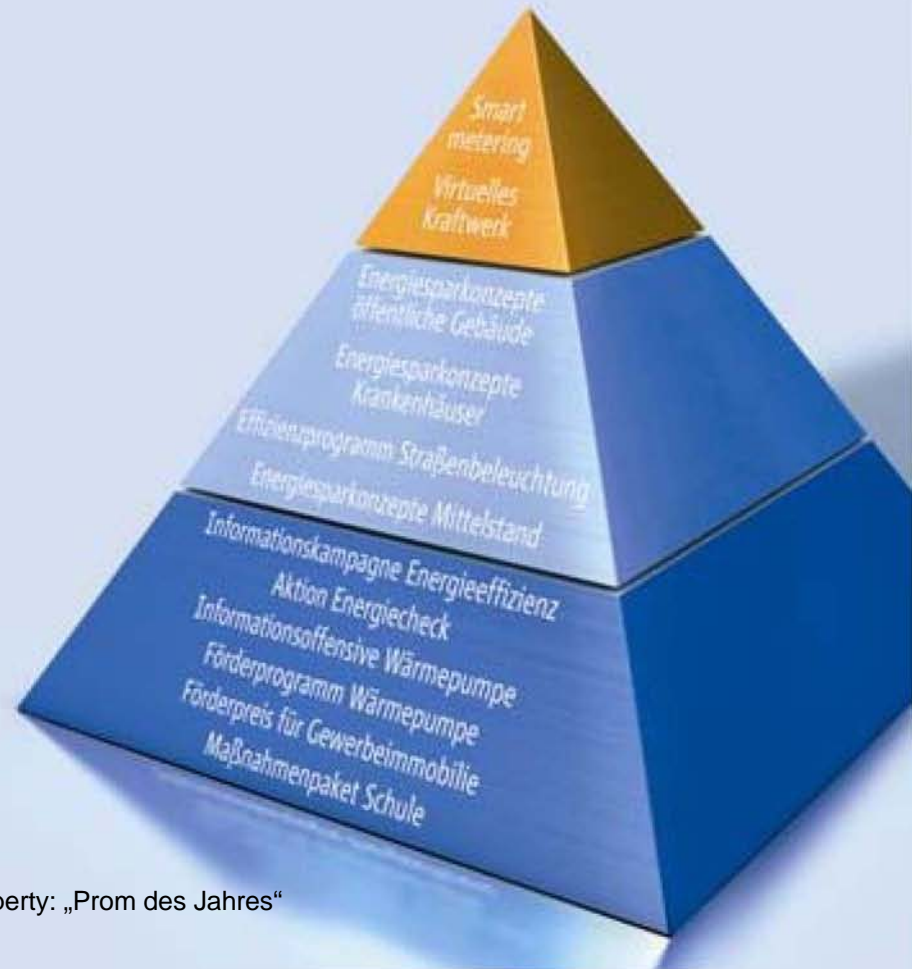 Smart
metering
Virtuelles
Kraftwerk
Energiesparkonzepte
öffentliche Gebäude
Energiesparkonzepte
Krankenhäuser
Effizienzprogramm Straßenbeleuchtung
Energiesparkonzepte Mittelstand
Informationskampagne Energieeffizienz
Aktion Energiecheck
Informationsoffensive Wärmepumpe
Förderprogramm Wärmepumpe
Förderpreis für Gewerbeimmobilie
Maßnahmenpaket Schule
perty: „Prom des Jahres“